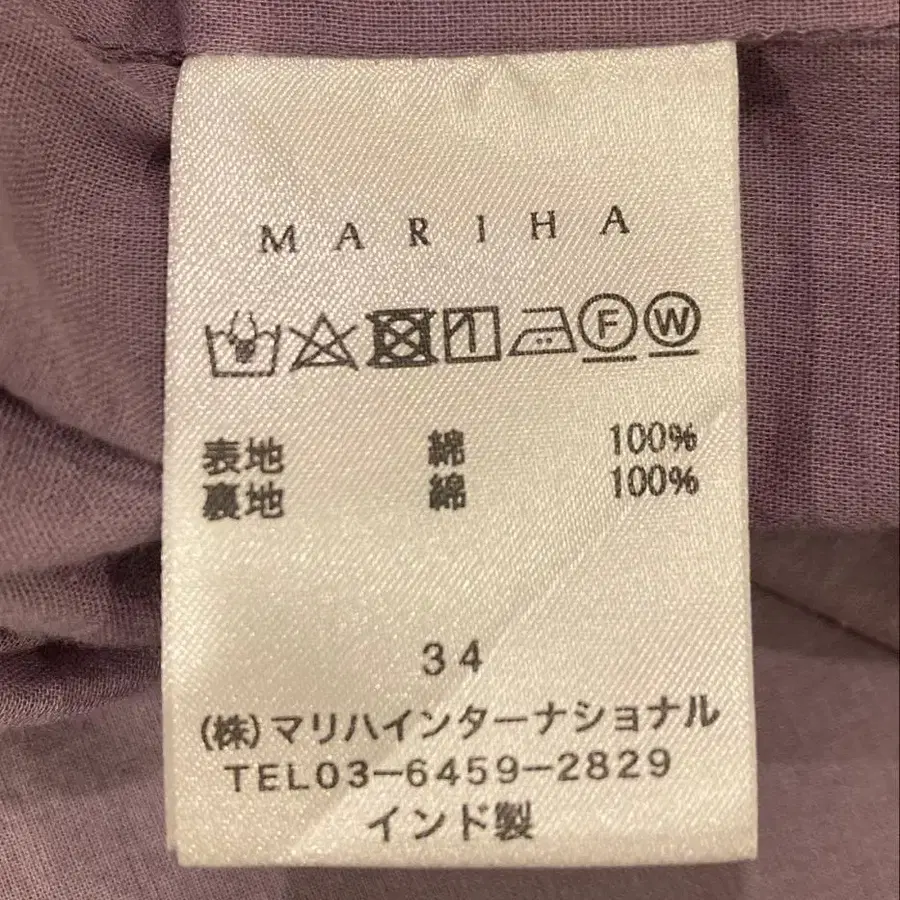 MARIHA
F W
表地 綿 100%
裏地 綿 100%
34
(株)マリハインターナショナル
TEL03-6459-2829
インド製